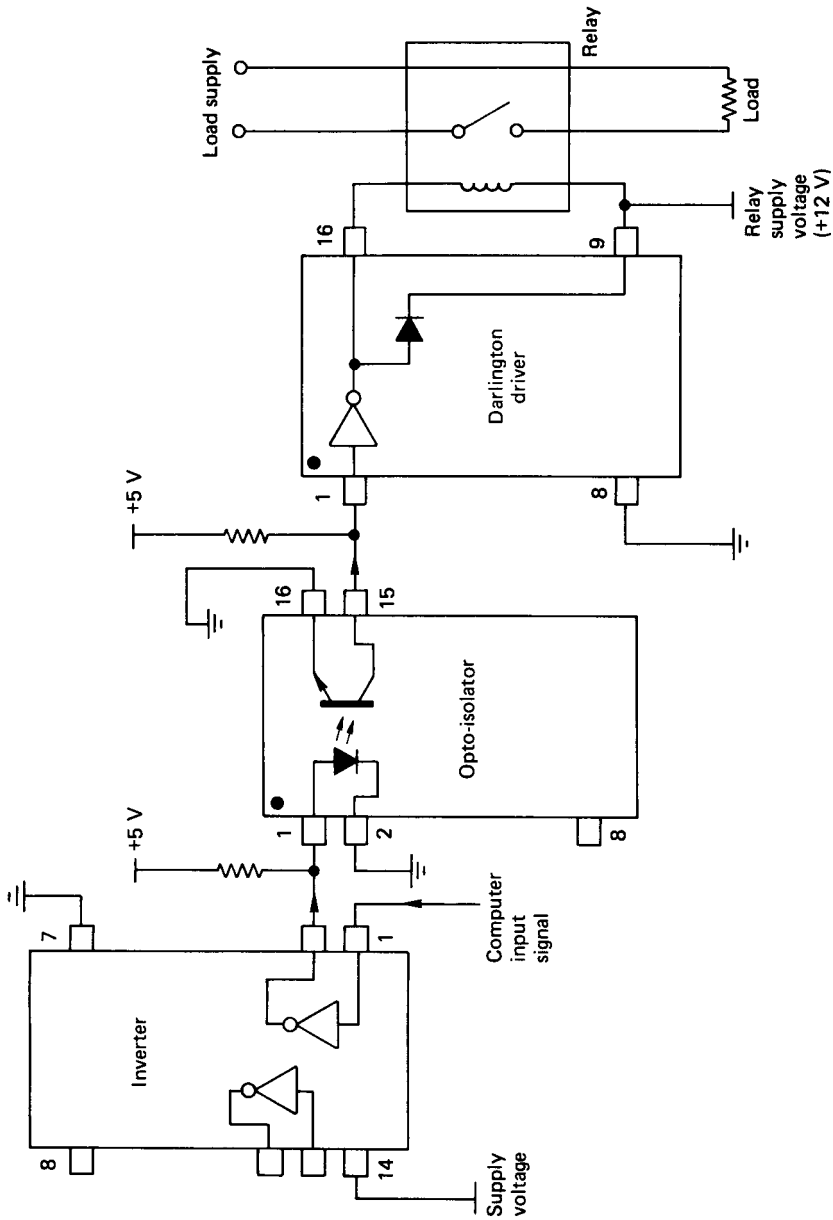 Load supply
Relay
Load
Relay
supply
voltage
(+12 V)
16
9
Darlington
driver
1
8
+5 V
16
15
Opto-isolator
1
2
8
+5 V
7
1
Computer
input
signal
Inverter
8
14
Supply
voltage